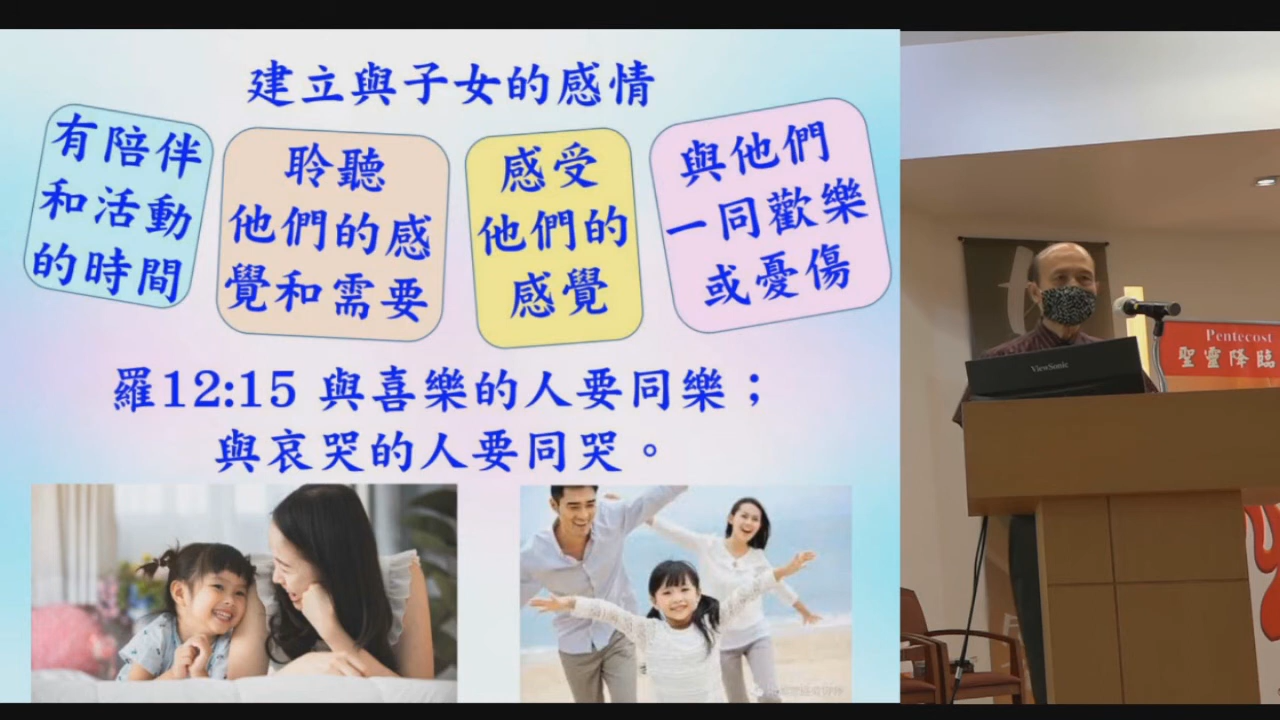 建立與子女的感情
有陪伴
和活動
的時間
聆聽
他們的感
覺和需要
感受
他們的
感覺
與他們
一同歡樂
或憂傷
羅12:15 與喜樂的人要同樂；
與哀哭的人要同哭。
ViewSonic
Pentecost
聖靈降臨